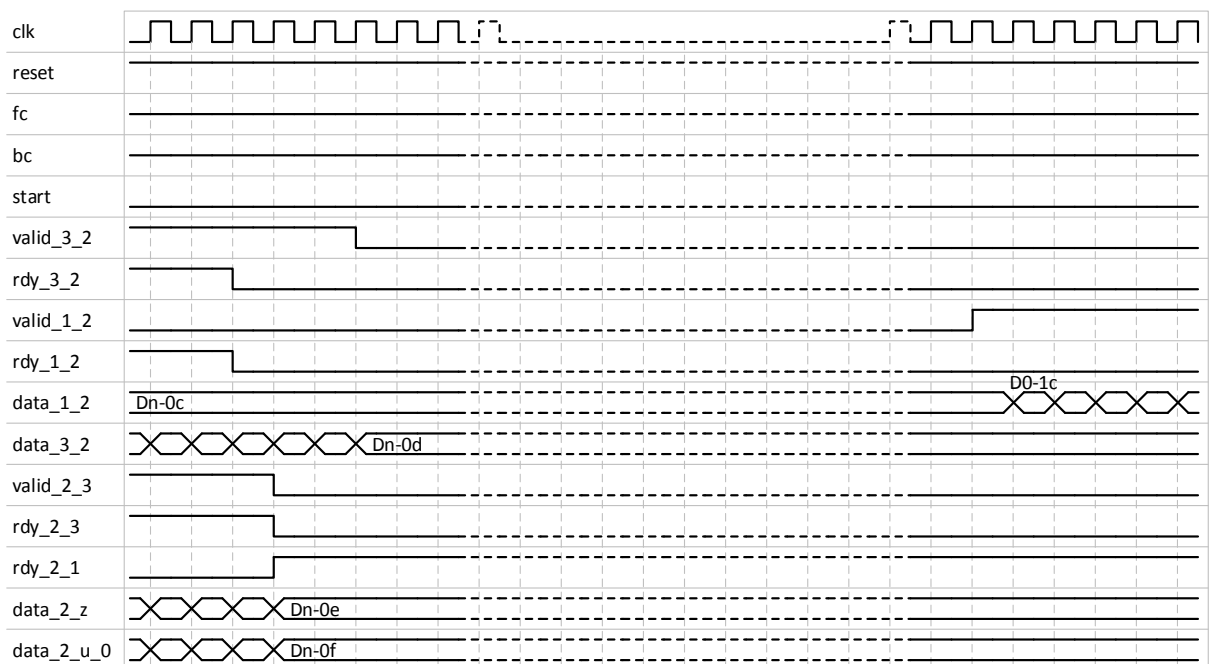 clk
reset
fc
bc
start
valid_3_2
rdy_3_2
valid_1_2
rdy_1_2
D0-1c
data_1_2 Dn-0c
data_3_2 Dn-0d
valid_2_3
rdy_2_3
rdy_2_1
data_2_z Dn-0e
data_2_u_0 Dn-0f